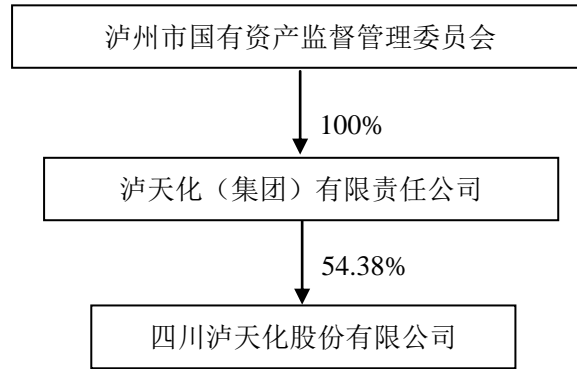 泸州市国有资产监督管理委员会
100%
泸天化（集团）有限责任公司
54.38%
四川泸天化股份有限公司